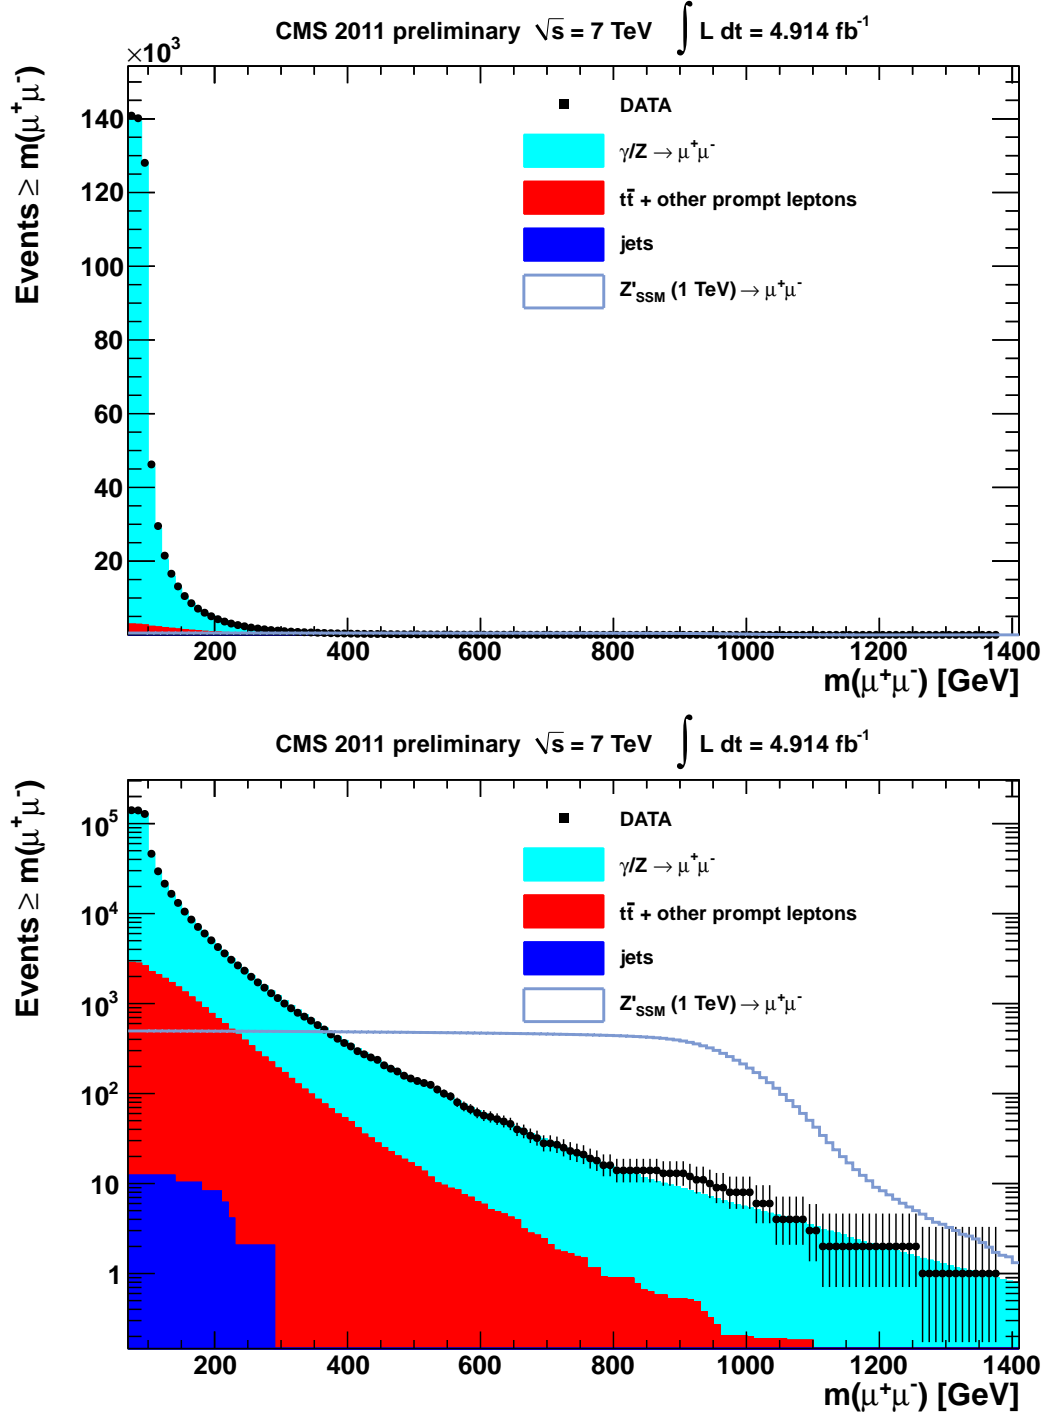 CMS 2011 preliminary √s = 7 TeV ∫ L dt = 4.914 fb⁻¹
×10³
Events ≥ m(μ⁺μ⁻)
140
120
100
80
60
40
20
DATA
γ/Z → μ⁺μ⁻
tt̄ + other prompt leptons
jets
Z'SSM (1 TeV) → μ⁺μ⁻
200 400 600 800 1000 1200 1400
m(μ⁺μ⁻) [GeV]
CMS 2011 preliminary √s = 7 TeV ∫ L dt = 4.914 fb⁻¹
Events ≥ m(μ⁺μ⁻)
10⁵
10⁴
10³
10²
10
1
DATA
γ/Z → μ⁺μ⁻
tt̄ + other prompt leptons
jets
Z'SSM (1 TeV) → μ⁺μ⁻
200 400 600 800 1000 1200 1400
m(μ⁺μ⁻) [GeV]